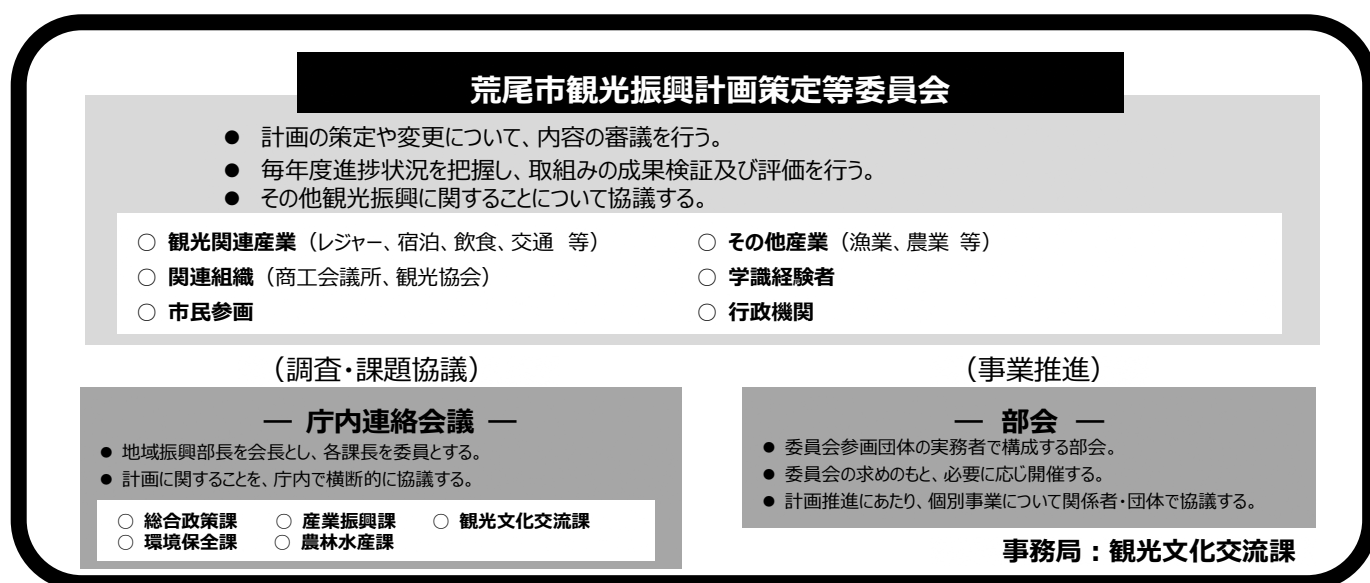 荒尾市観光振興計画策定等委員会
● 計画の策定や変更について、内容の審議を行う。
● 毎年度進捗状況を把握し、取組みの成果検証及び評価を行う。
● その他観光振興に関することについて協議する。
○ 観光関連産業（レジャー、宿泊、飲食、交通 等）
○ その他産業（漁業、農業 等）
○ 関連組織（商工会議所、観光協会）
○ 学識経験者
○ 市民参画
○ 行政機関
（調査・課題協議）
（事業推進）
― 庁内連絡会議 ―
● 地域振興部長を会長とし、各課長を委員とする。
● 計画に関することを、庁内で横断的に協議する。
○ 総合政策課 ○ 産業振興課 ○ 観光文化交流課
○ 環境保全課 ○ 農林水産課
― 部会 ―
● 委員会参画団体の実務者で構成する部会。
● 委員会の求めのもと、必要に応じ開催する。
● 計画推進にあたり、個別事業について関係者・団体で協議する。
事務局：観光文化交流課